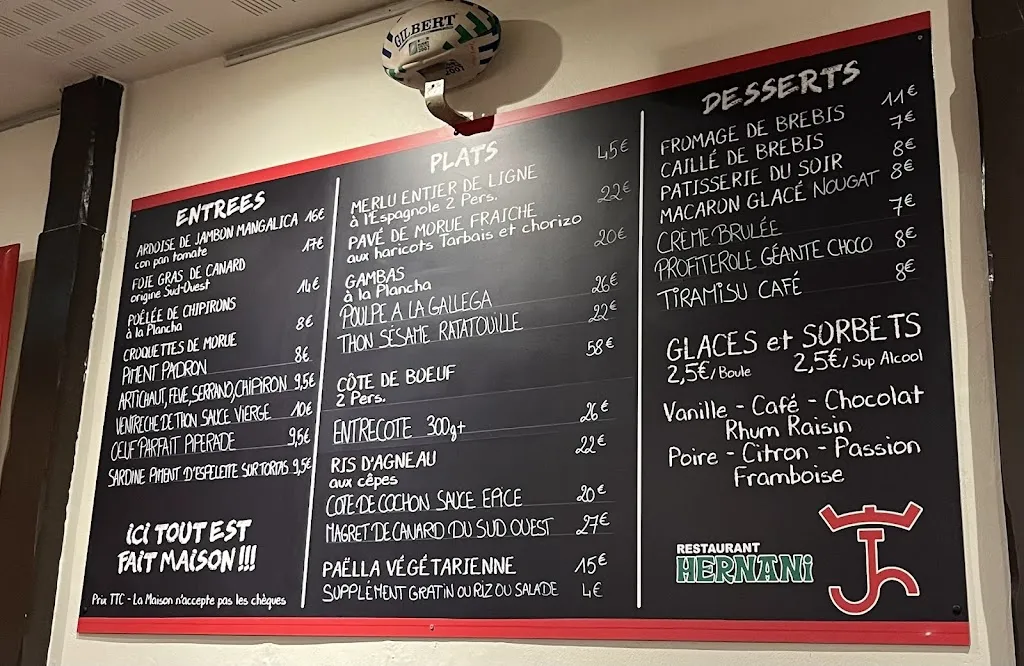 GILBERT
ENTREES
ARDOISE DE JAMBON MANGALICA 16€
con pan tomate
FOIE GRAS DE CANARD 17€
origine Sud-Ouest
POÊLÉE DE CHIPIRONS 14€
à la Plancha
CROQUETTES DE MORUE 8€
PIMENT PADRON 8€
ARTICHAUT, FEVE, SERRANO, CHIPIRON 9,5€
VENTRECHE DE THON SAUCE VIERGE 10€
OEUF PARFAIT PIPERADE 9,5€
SARDINE PIMENT D'ESPELETTE SUR TORTAS 9,5€
iCi TOUT EST
FAIT MAISON !!!
Prix TTC - La Maison n'accepte pas les chèques
PLATS
MERLU ENTIER DE LIGNE 45€
à l'Espagnole 2 Pers.
PAVÉ DE MORUE FRAICHE 22€
aux haricots Tarbais et chorizo
GAMBAS 20€
à la Plancha
POULPE A LA GALLEGA 26€
THON SÉSAME RATATOUILLE 22€
CÔTE DE BOEUF 58€
2 Pers.
ENTRECOTE 300g+ 26€
RIS D'AGNEAU 22€
aux cêpes
COTE DE COCHON SAUCE EPICE 20€
MAGRET DE CANARD DU SUD OUEST 27€
PAËLLA VÉGÉTARIENNE 15€
SUPPLÉMENT GRATIN OU RIZ OU SALADE 4€
DESSERTS
FROMAGE DE BREBIS 11€
CAILLÉ DE BREBIS 7€
PATISSERIE DU SOIR 8€
MACARON GLACÉ NOUGAT 8€
CRÈME BRULÉE 7€
PROFITEROLE GÉANTE CHOCO 8€
TIRAMISU CAFÉ 8€
GLACES et SORBETS
2,5€/Boule 2,5€/Sup Alcool
Vanille - Café - Chocolat
Rhum Raisin
Poire - Citron - Passion
Framboise
RESTAURANT
HERNANi